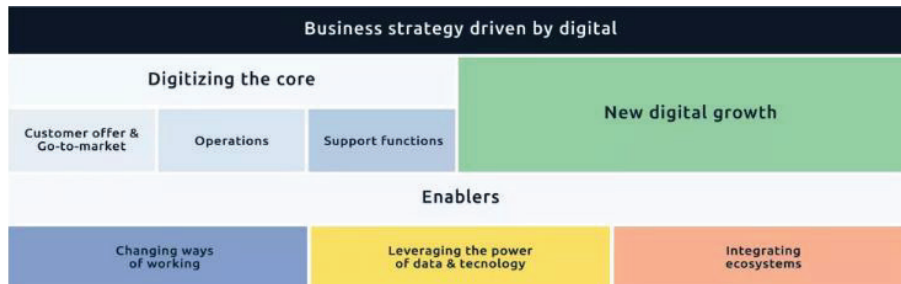 Business strategy driven by digital
Digitizing the core
New digital growth
Customer offer &
Go-to-market
Operations
Support functions
Enablers
Changing ways
of working
Leveraging the power
of data & tecnology
Integrating
ecosystems